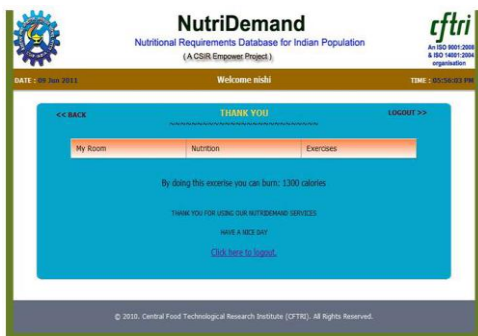 NutriDemand
Nutritional Requirements Database for Indian Population
( A CSIR Empower Project )
cftri
An ISO 9001:2008
& ISO 14001:2004
organisation
DATE : 09 Jun 2011
Welcome nishi
TIME : 05:56:03 PM
<< BACK
THANK YOU
LOGOUT >>
~~~~~~~~~~~~~~~~~~~~~~~~~~~~
My Room
Nutrition
Exercises
By doing this excerise you can burn: 1300 calories
THANK YOU FOR USING OUR NUTRIDEMAND SERVICES
HAVE A NICE DAY
Click here to logout.
© 2010. Central Food Technological Research Institute (CFTRI). All Rights Reserved.